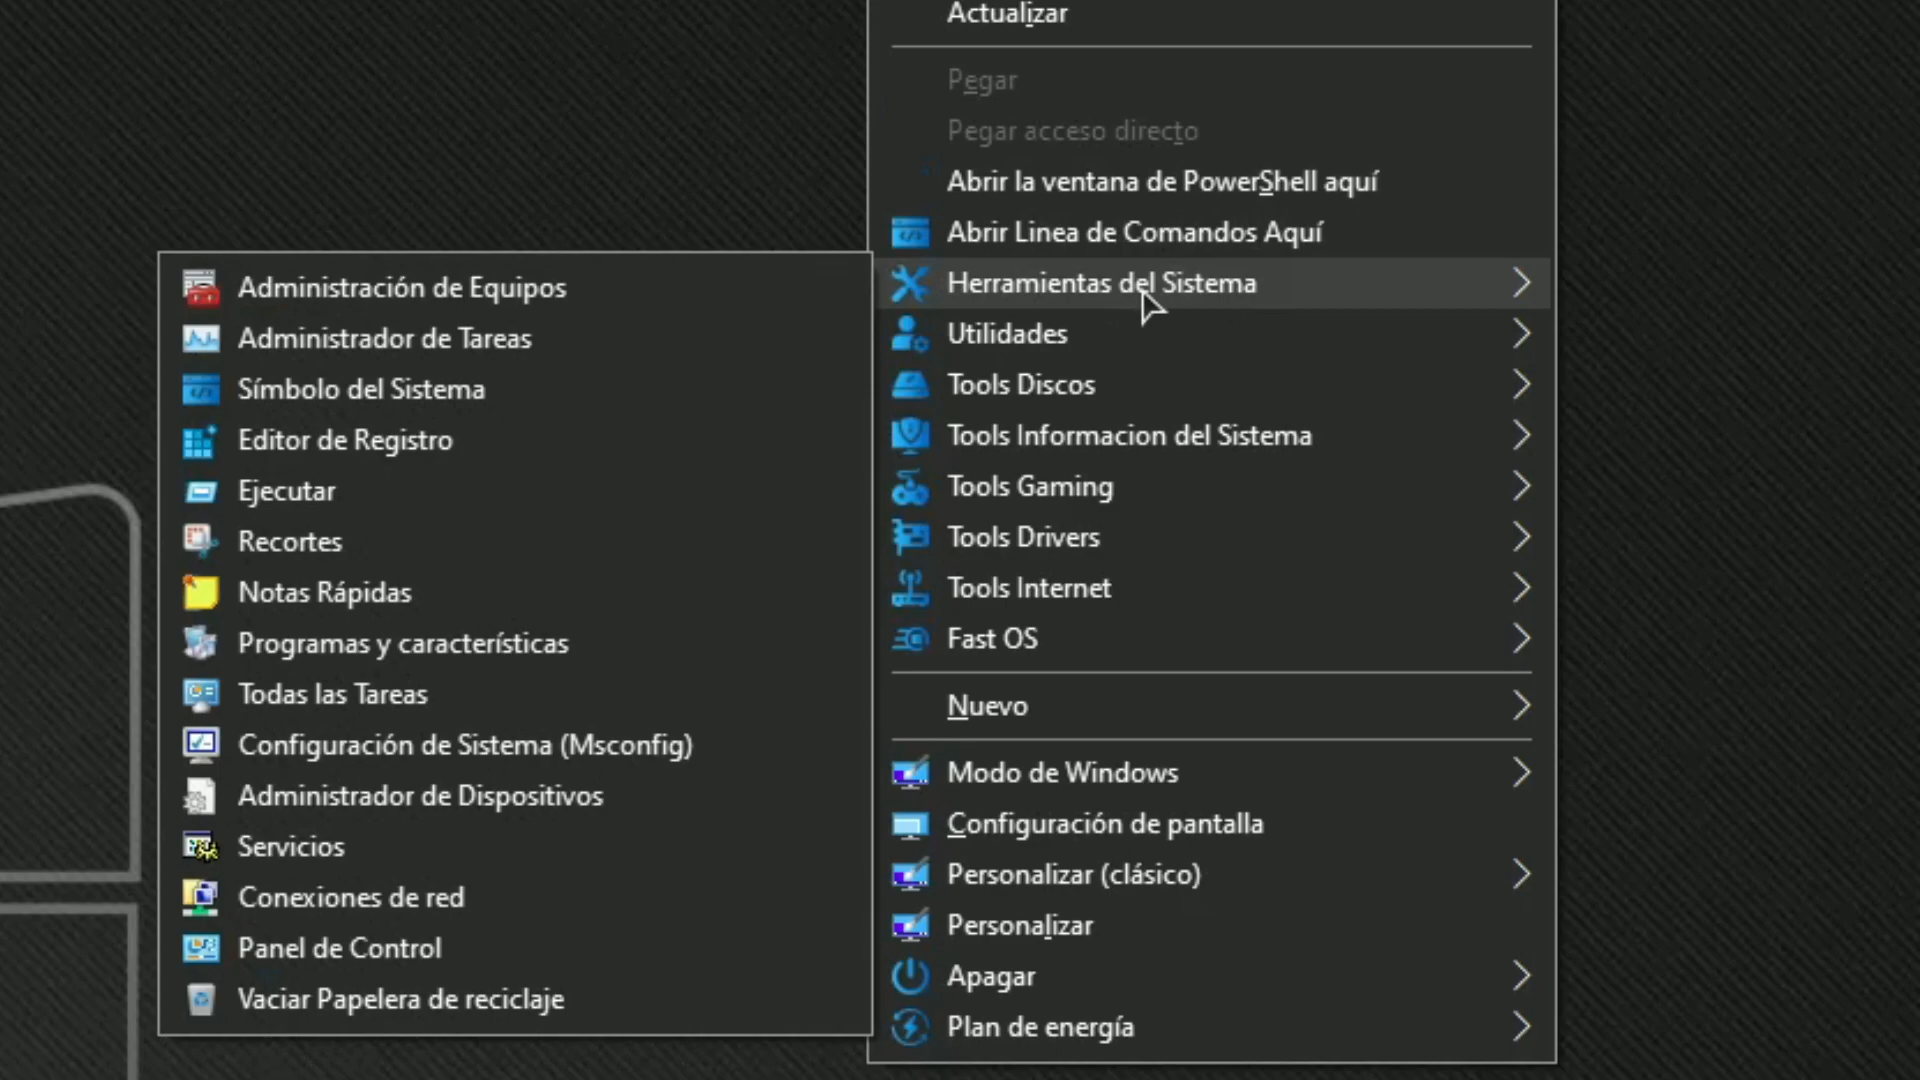 Actualizar
Pegar
Pegar acceso directo
Abrir la ventana de PowerShell aquí
Abrir Linea de Comandos Aquí
Herramientas del Sistema
Utilidades
Tools Discos
Tools Informacion del Sistema
Tools Gaming
Tools Drivers
Tools Internet
Fast OS
Nuevo
Modo de Windows
Configuración de pantalla
Personalizar (clásico)
Personalizar
Apagar
Plan de energía
Administración de Equipos
Administrador de Tareas
Símbolo del Sistema
Editor de Registro
Ejecutar
Recortes
Notas Rápidas
Programas y características
Todas las Tareas
Configuración de Sistema (Msconfig)
Administrador de Dispositivos
Servicios
Conexiones de red
Panel de Control
Vaciar Papelera de reciclaje